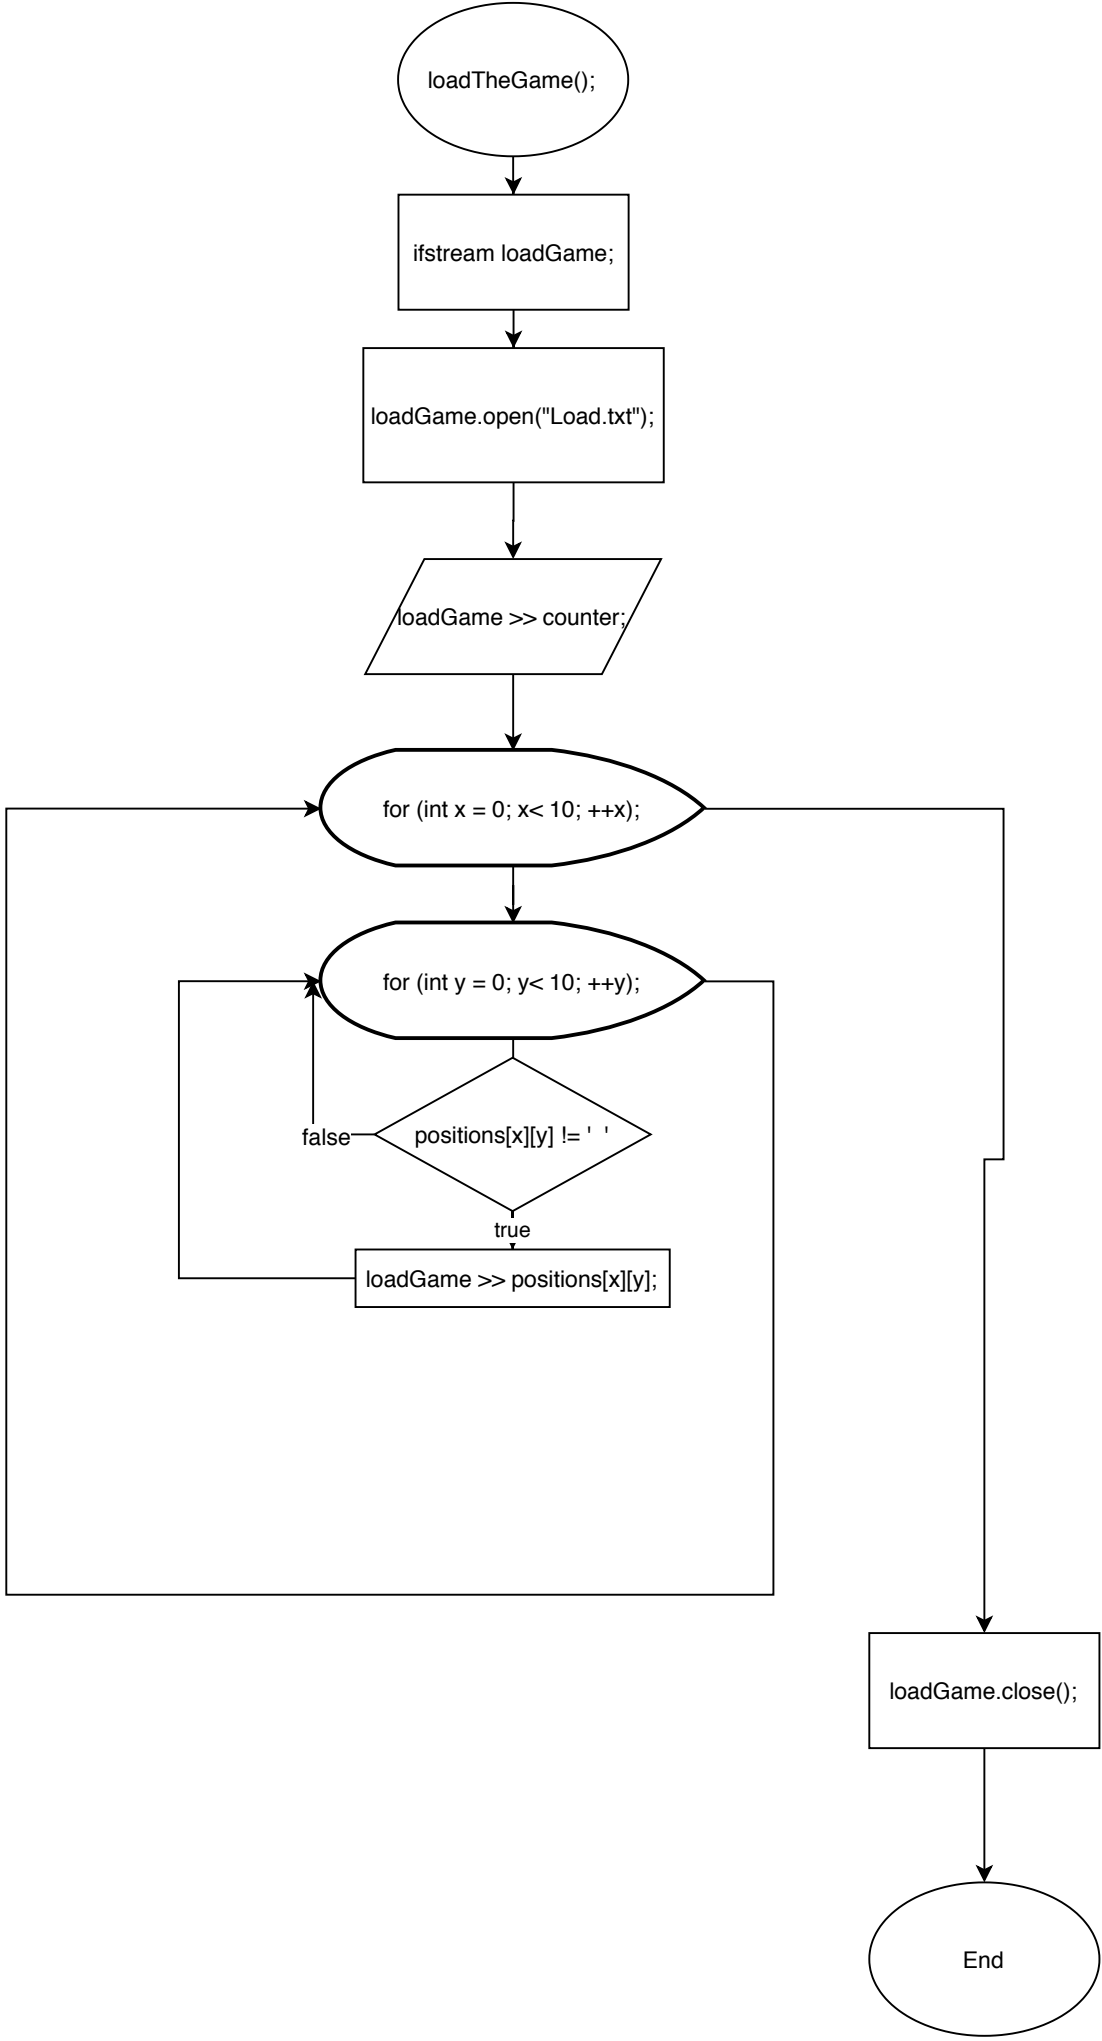 loadTheGame();
ifstream loadGame;
loadGame.open("Load.txt");
loadGame >> counter;
for (int x = 0; x< 10; ++x);
for (int y = 0; y< 10; ++y);
positions[x][y] != '  '
false
true
loadGame >> positions[x][y];
loadGame.close();
End